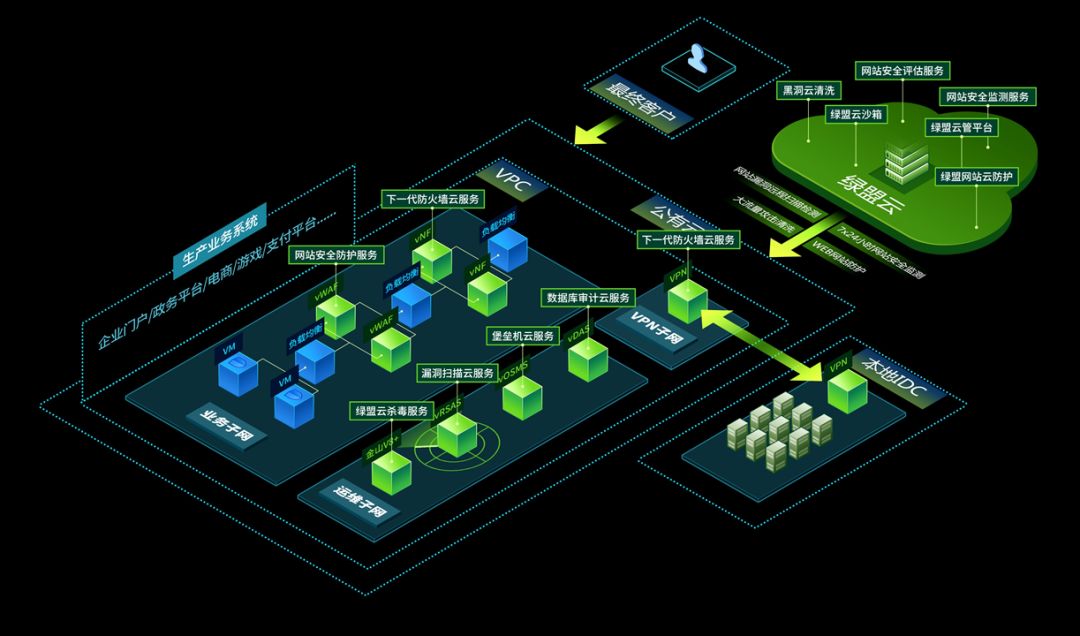 最终客户
网站安全评估服务
黑洞云清洗
网站安全监测服务
绿盟云沙箱
绿盟云管平台
绿盟网站云防护
绿盟云
网站漏洞远程扫描检测
大流量攻击清洗
7×24小时网站安全监测
WEB网站防护
VPC
公有云
下一代防火墙云服务
VPN
VPN子网
下一代防火墙云服务
vNF
负载均衡
vNF
生产业务系统
企业门户/政务平台/电商/游戏/支付平台
网站安全防护服务
vWAF
负载均衡
vWAF
负载均衡
VM
VM
业务子网
数据库审计云服务
vDAS
堡垒机云服务
vOSMS
漏洞扫描云服务
vRSAS
绿盟云杀毒服务
金山V8+
运维子网
本地IDC
VPN